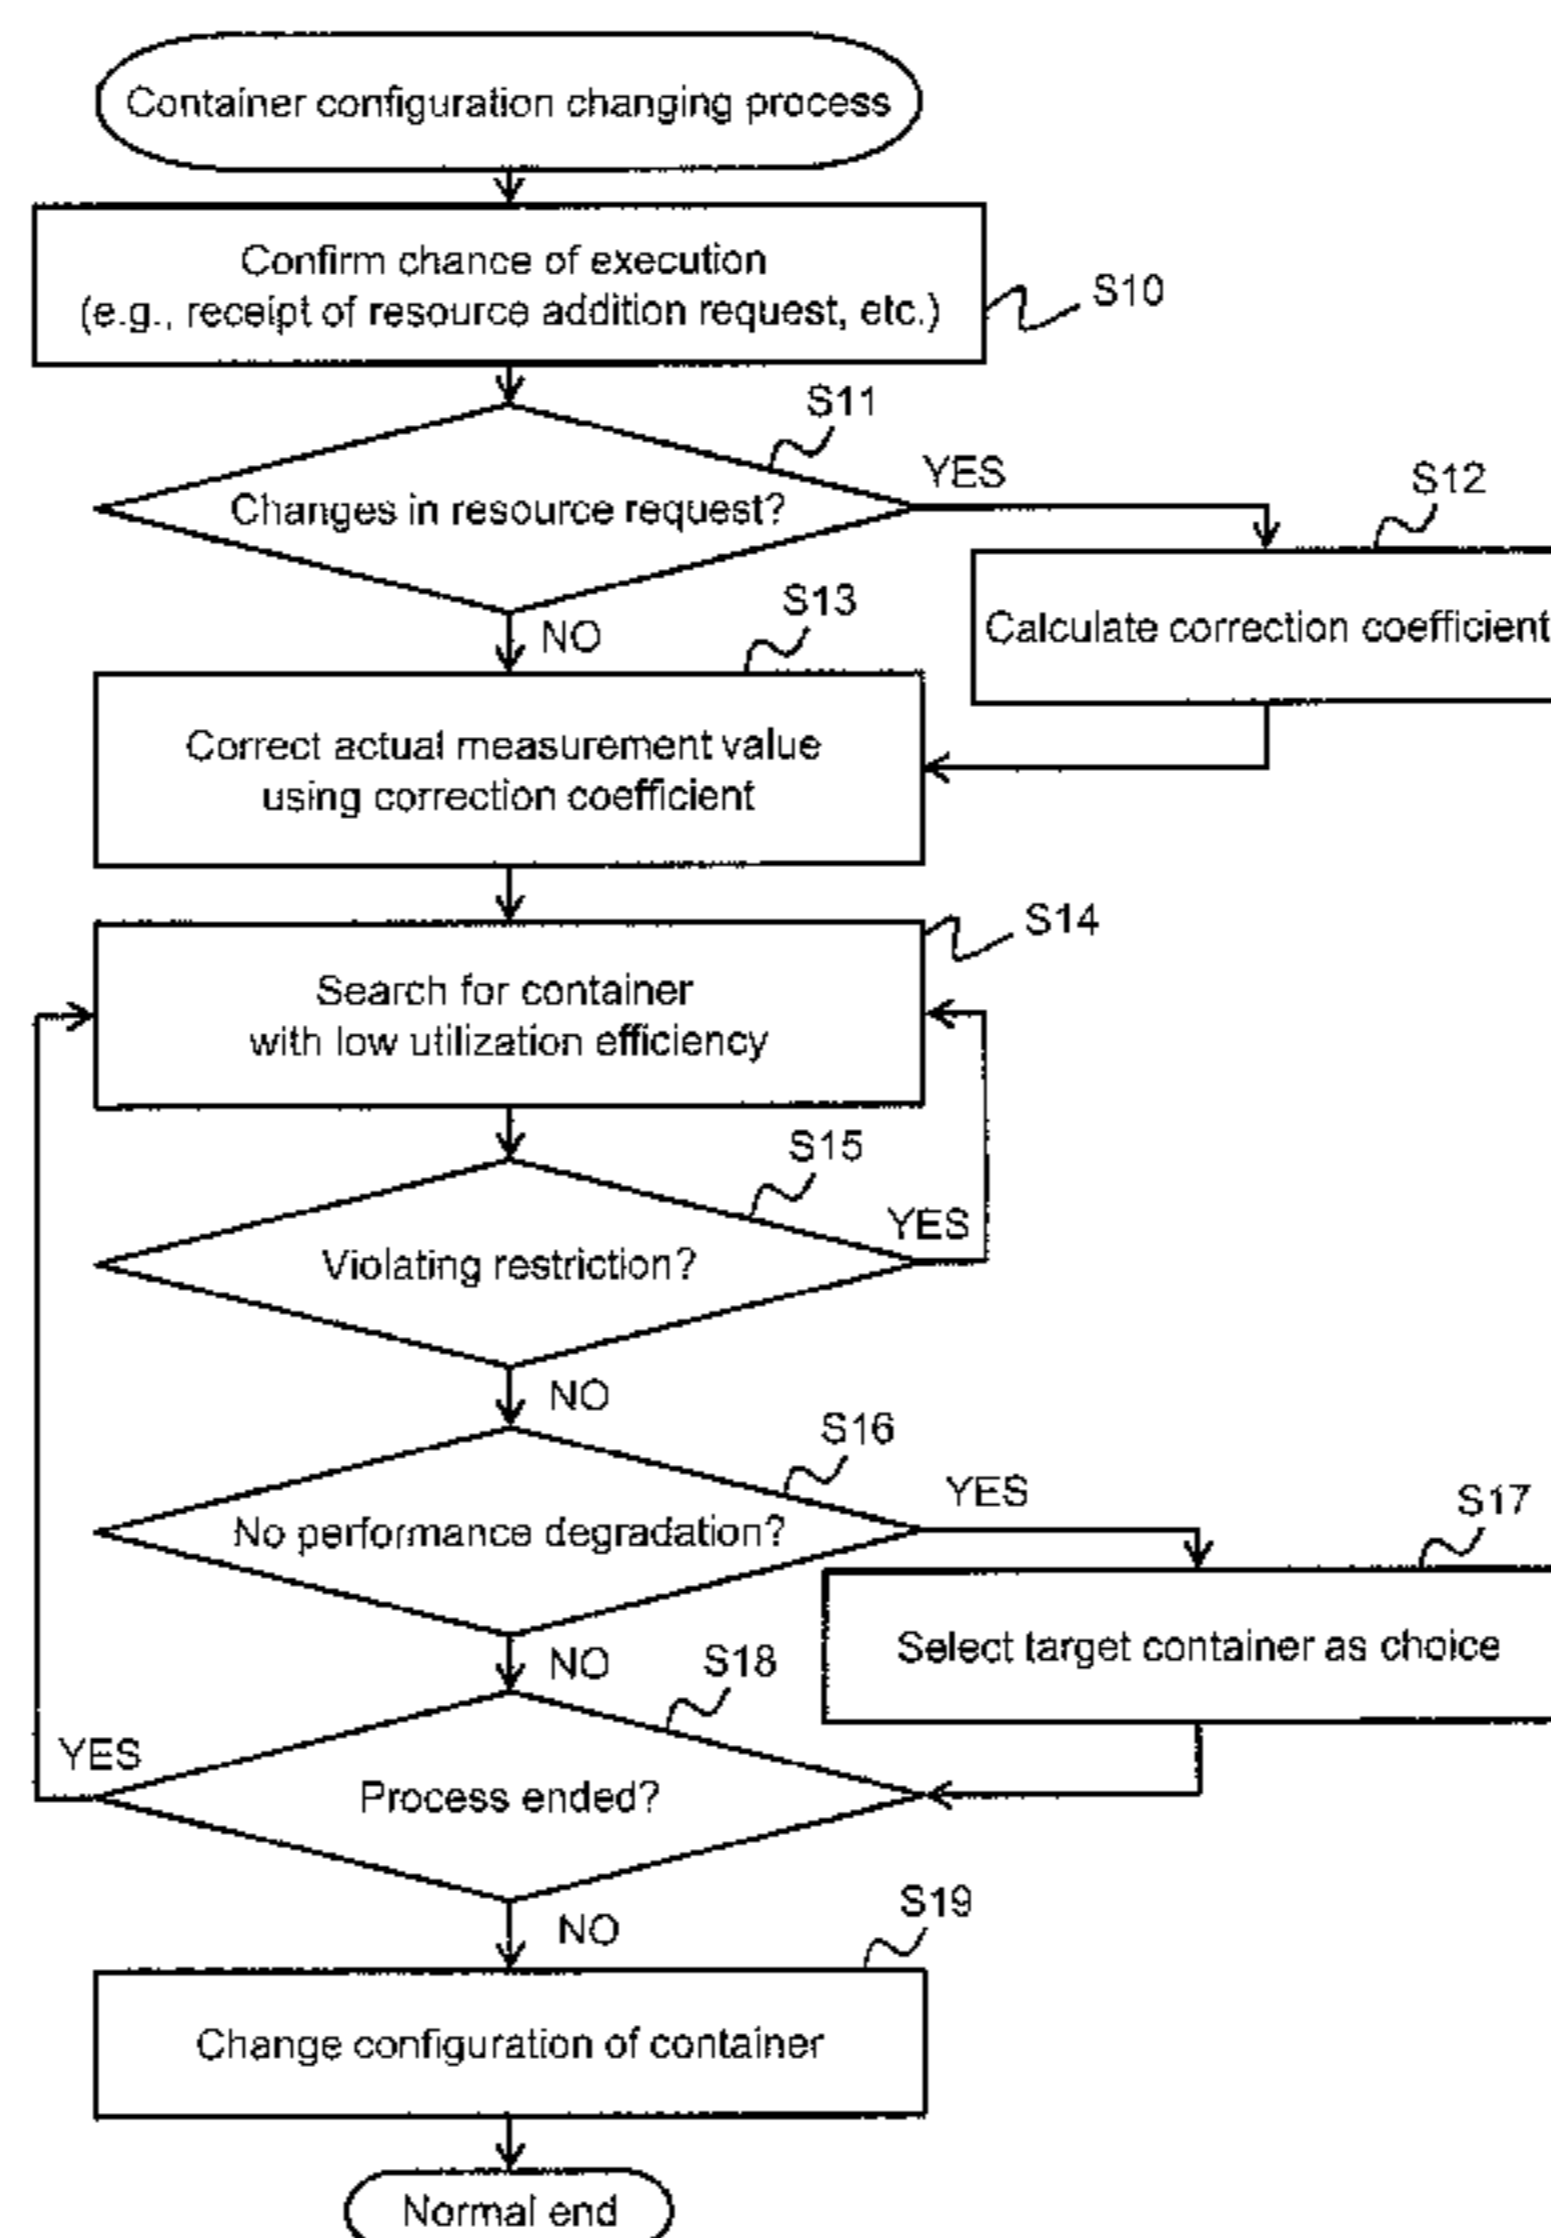 Container configuration changing process
Confirm chance of execution
(e.g., receipt of resource addition request, etc.)
S10
S11
Changes in resource request?
YES
S12
Calculate correction coefficient
NO
S13
Correct actual measurement value
using correction coefficient
S14
Search for container
with low utilization efficiency
S15
Violating restriction?
YES
NO
S16
No performance degradation?
YES
S17
Select target container as choice
NO
S18
Process ended?
YES
NO
S19
Change configuration of container
Normal end